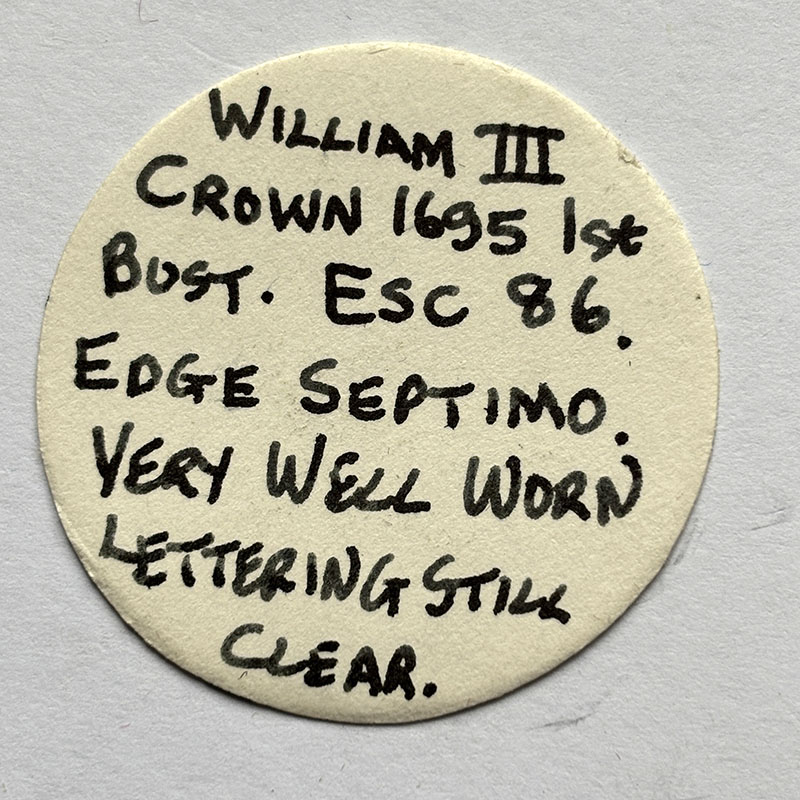 WILLIAM III
CROWN 1695 1st
BUST. ESC 86.
EDGE SEPTIMO.
VERY WELL WORN
LETTERING STILL
CLEAR.